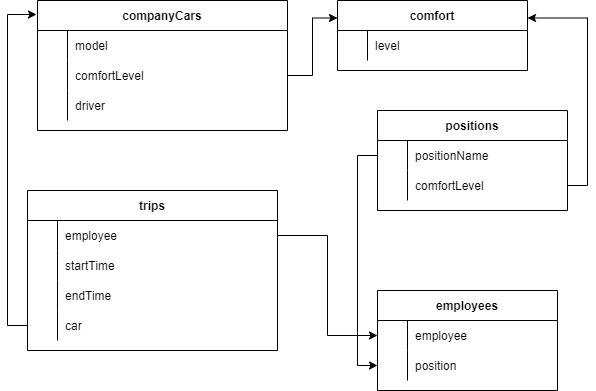 companyCars
model
comfortLevel
driver
comfort
level
positions
positionName
comfortLevel
trips
employee
startTime
endTime
car
employees
employee
position